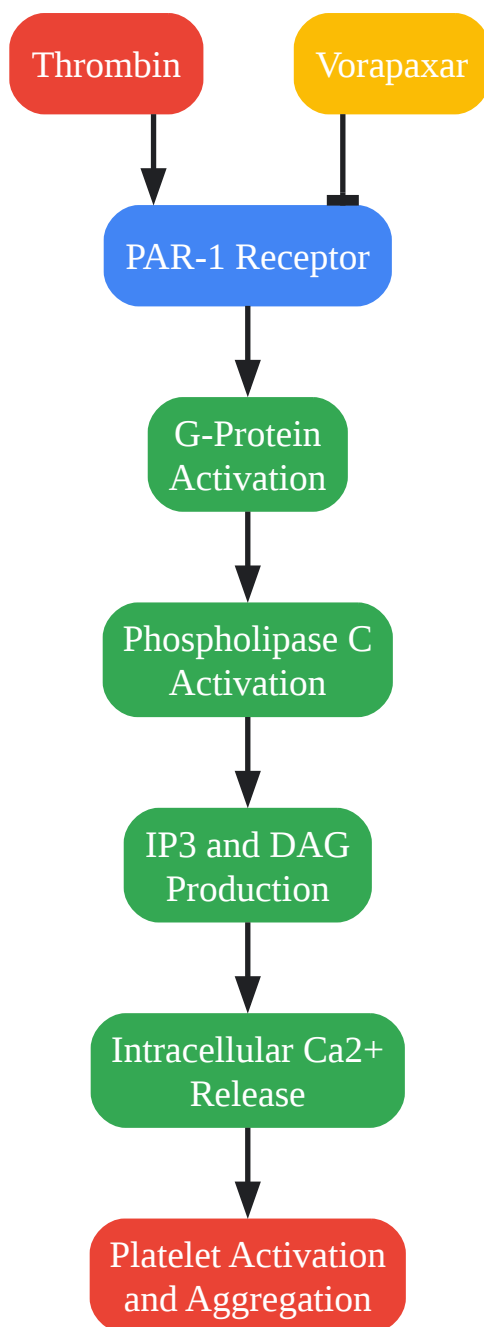 Thrombin
Vorapaxar
PAR-1 Receptor
G-Protein
Activation
Phospholipase C
Activation
IP3 and DAG
Production
Intracellular Ca2+
Release
Platelet Activation
and Aggregation